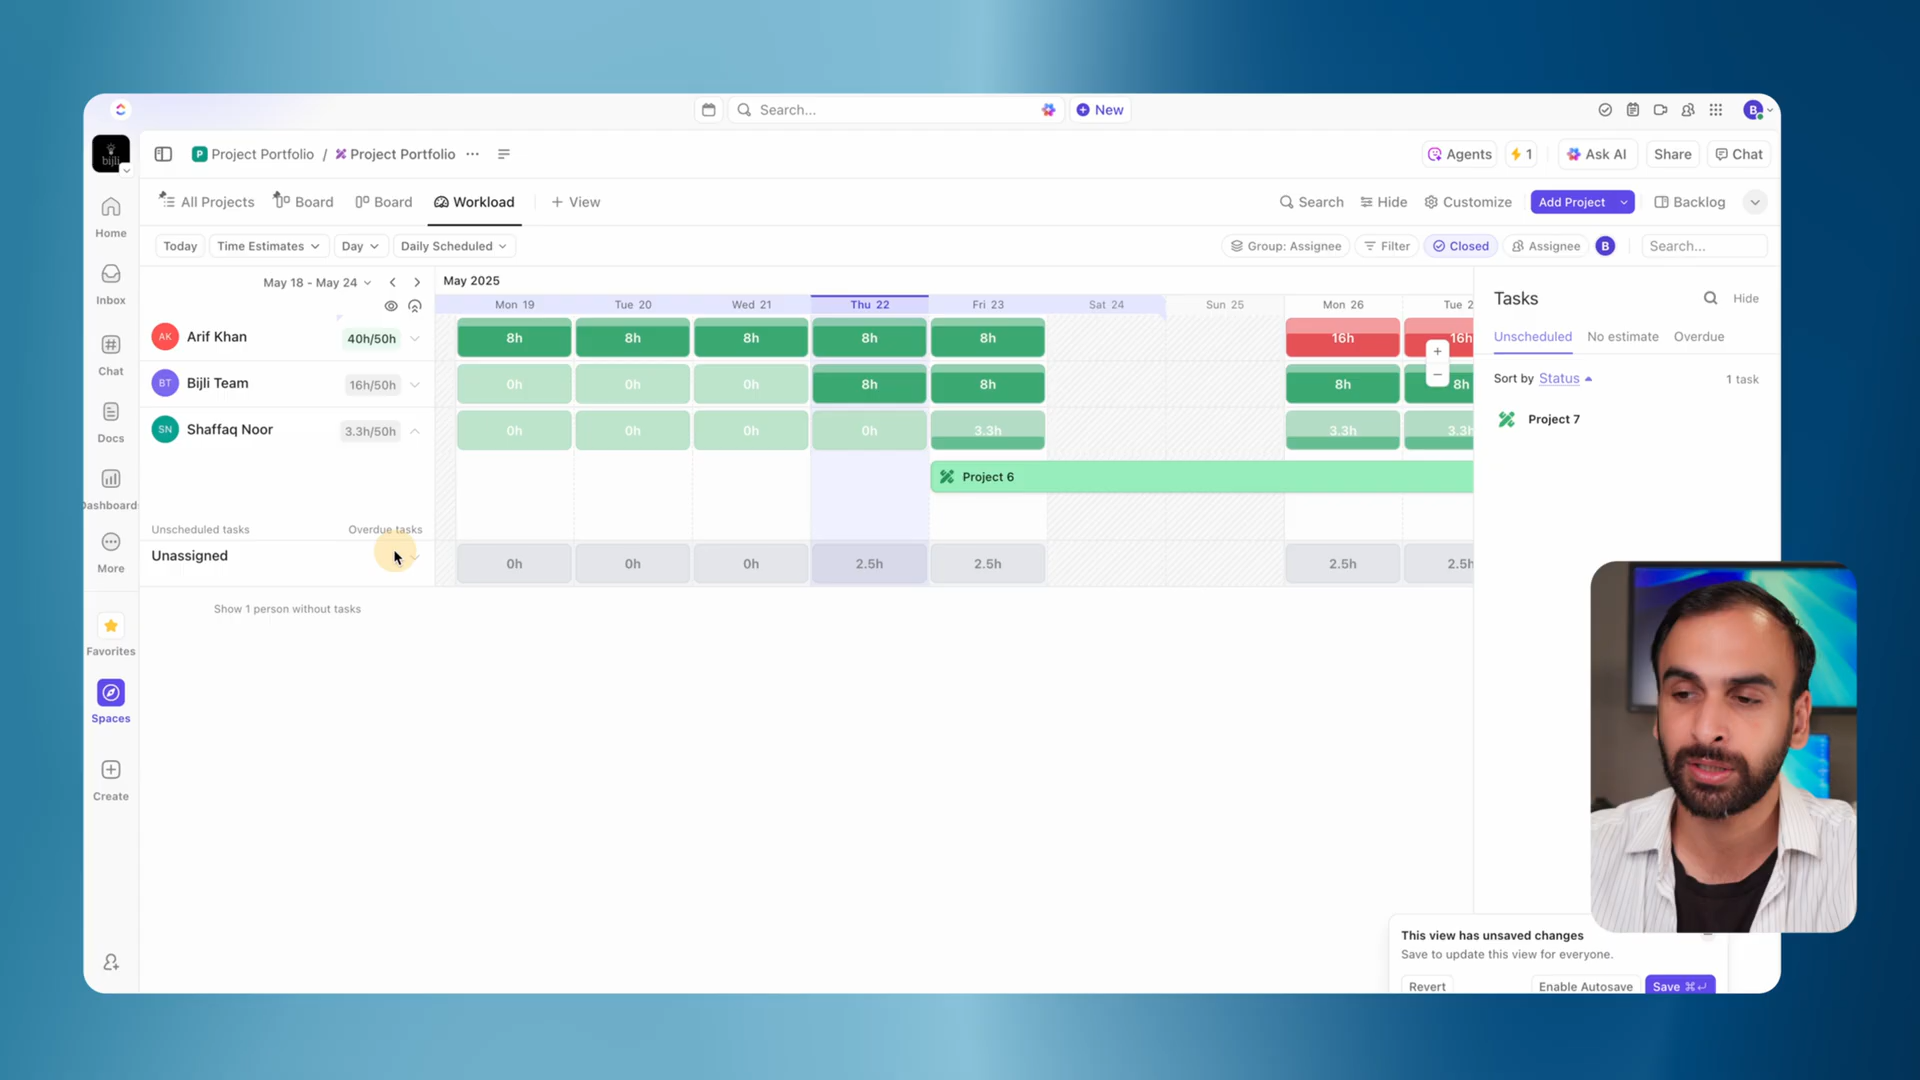 Search...
New
B
bijli
Project Portfolio / Project Portfolio ...
Agents
1
Ask AI
Share
Chat
All Projects
Board
Board
Workload
+ View
Search
Hide
Customize
Add Project
Backlog
Today
Time Estimates
Day
Daily Scheduled
Group: Assignee
Filter
Closed
Assignee
B
Search...
Home
Inbox
Chat
Docs
Dashboard
More
Favorites
Spaces
Create
May 18 - May 24
May 2025
Mon 19
Tue 20
Wed 21
Thu 22
Fri 23
Sat 24
Sun 25
Mon 26
Tue 2
AK
Arif Khan
40h/50h
8h
8h
8h
8h
8h
16h
16h
BT
Bijli Team
16h/50h
0h
0h
0h
8h
8h
8h
8h
SN
Shaffaq Noor
3.3h/50h
0h
0h
0h
0h
3.3h
3.3h
3.3h
Project 6
Unscheduled tasks
Overdue tasks
Unassigned
0h
0h
0h
2.5h
2.5h
2.5h
2.5h
Show 1 person without tasks
Tasks
Hide
Unscheduled
No estimate
Overdue
Sort by Status
1 task
Project 7
This view has unsaved changes
Save to update this view for everyone.
Revert
Enable Autosave
Save ⌘↵